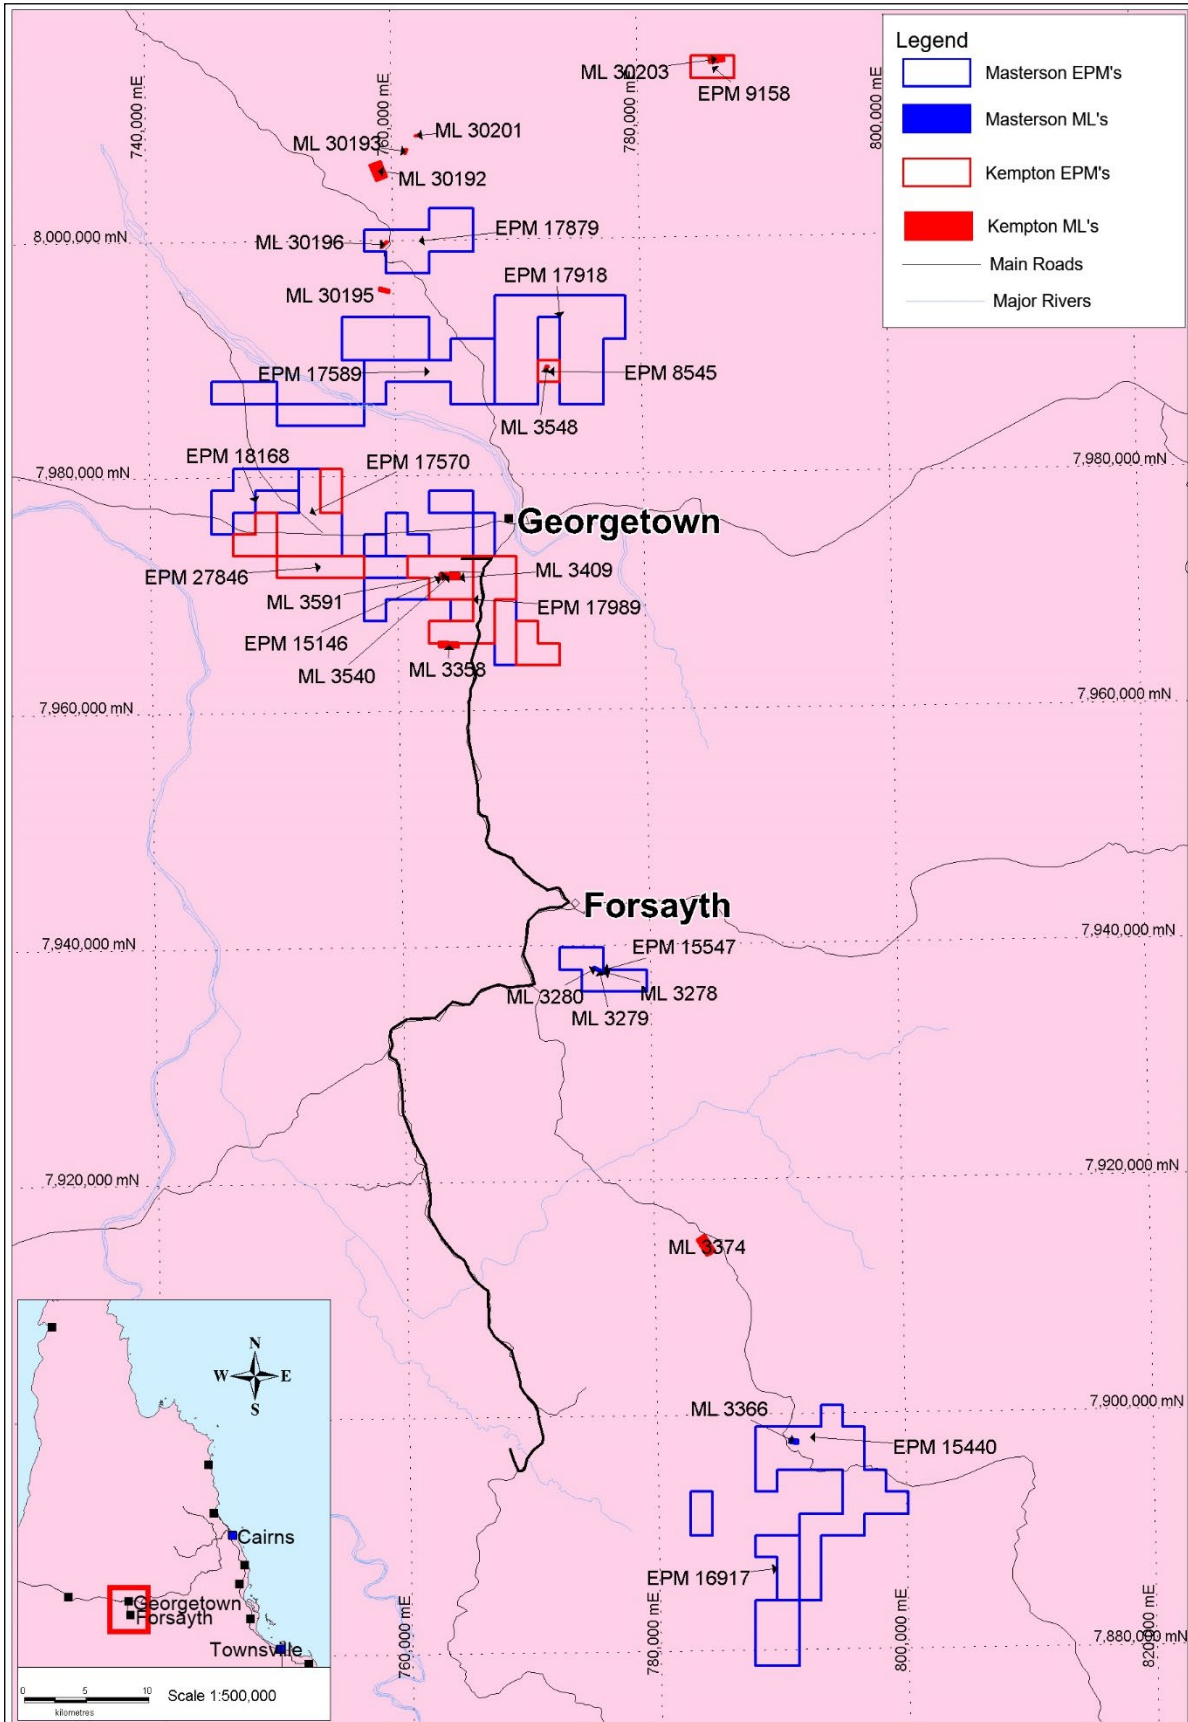 Legend
Masterson EPM's
Masterson ML's
Kempton EPM's
Kempton ML's
Main Roads
Major Rivers
740,000 mE
760,000 mE
780,000 mE
800,000 mE
ML 30203
EPM 9158
ML 30201
ML 30193
ML 30192
8,000,000 mN
ML 30196
EPM 17879
EPM 17918
ML 30195
EPM 17589
EPM 8545
ML 3548
EPM 18168
EPM 17570
7,980,000 mN
7,980,000 mN
Georgetown
EPM 27846
ML 3409
ML 3591
EPM 17989
EPM 15146
ML 3540
ML 3358
7,960,000 mN
7,960,000 mN
Forsayth
7,940,000 mN
7,940,000 mN
EPM 15547
ML 3280
ML 3278
ML 3279
7,920,000 mN
7,920,000 mN
ML 3374
7,900,000 mN
ML 3366
EPM 15440
EPM 16917
7,880,000 mN
760,000 mE
780,000 mE
800,000 mE
820,000 mE
N
W E
S
Cairns
Georgetown
Forsayth
Townsville
0 5 10
kilometres
Scale 1:500,000